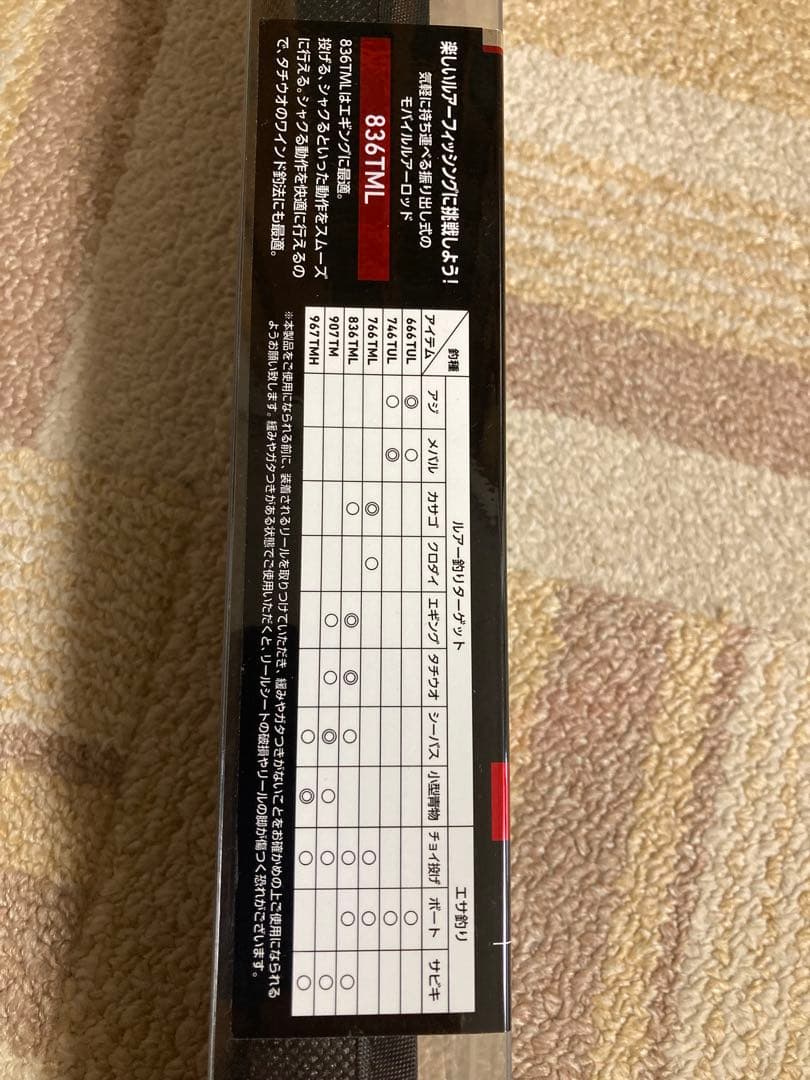 楽しいルアーフィッシングに挑戦しよう!
気軽に持ち運べる振り出し式の
モバイルルアーロッド
836TML
836TMLはエギングに最適。
投げる、シャクるといった動作をスムーズ
に行える。シャクる動作を快適に行えるの
で、タチウオのワインド釣法にも最適。
釣種 ルアー釣りターゲット エサ釣り
アイテム アジ メバル カサゴ クロダイ エギング タチウオ シーバス 小型青物 チョイ投げ ボート サビキ
666TUL ◎ ○ ○
746TUL ○ ◎ ○
766TML ◎ ○ ○ ○
836TML ○ ◎ ◎ ○ ○ ○ ○
907TM ○ ○ ◎ ○ ○ ○
967TMH ○ ◎ ○ ○
※本製品をご使用になられる前に、装着されるリールを取りつけていただき、緩みやガタつきがないことをお確かめの上ご使用になられる
ようお願い致します。緩みやガタつきがある状態でご使用いただくと、リールシートの破損やリールの脚が傷つく恐れがございます。